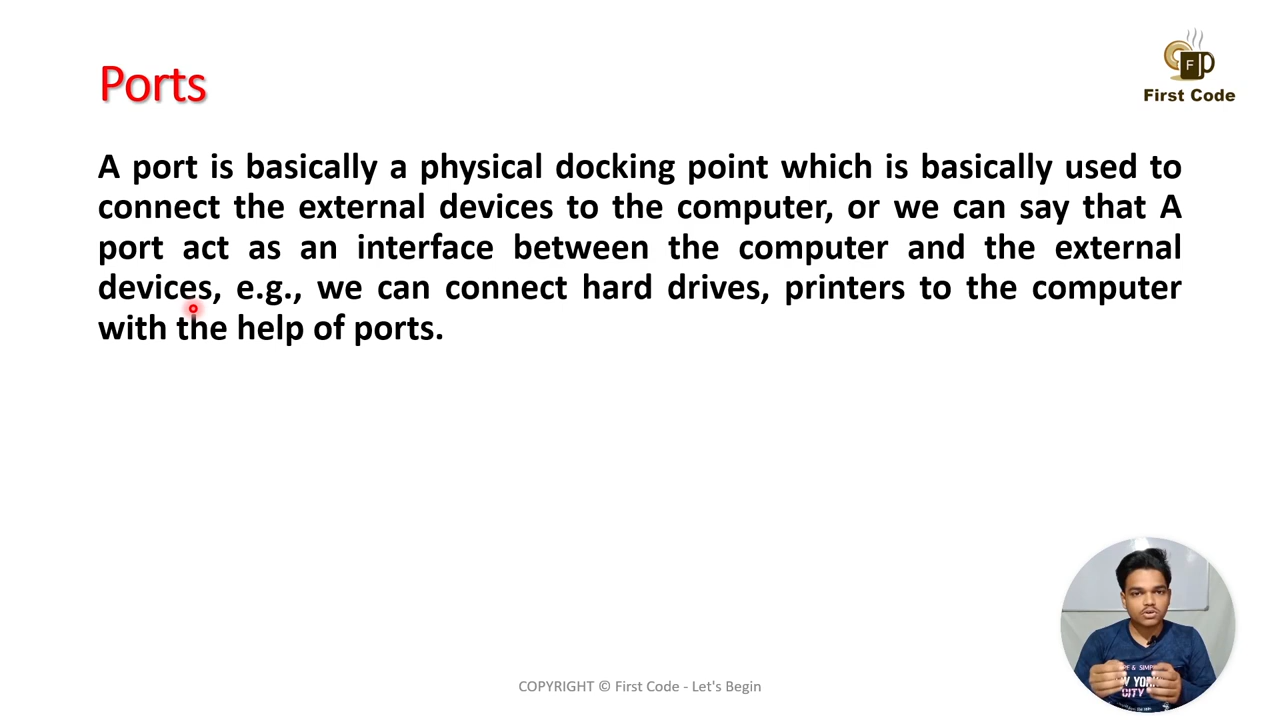 Ports
F
First Code
A port is basically a physical docking point which is basically used to
connect the external devices to the computer, or we can say that A
port act as an interface between the computer and the external
devices, e.g., we can connect hard drives, printers to the computer
with the help of ports.
COPYRIGHT © First Code - Let's Begin
CITY